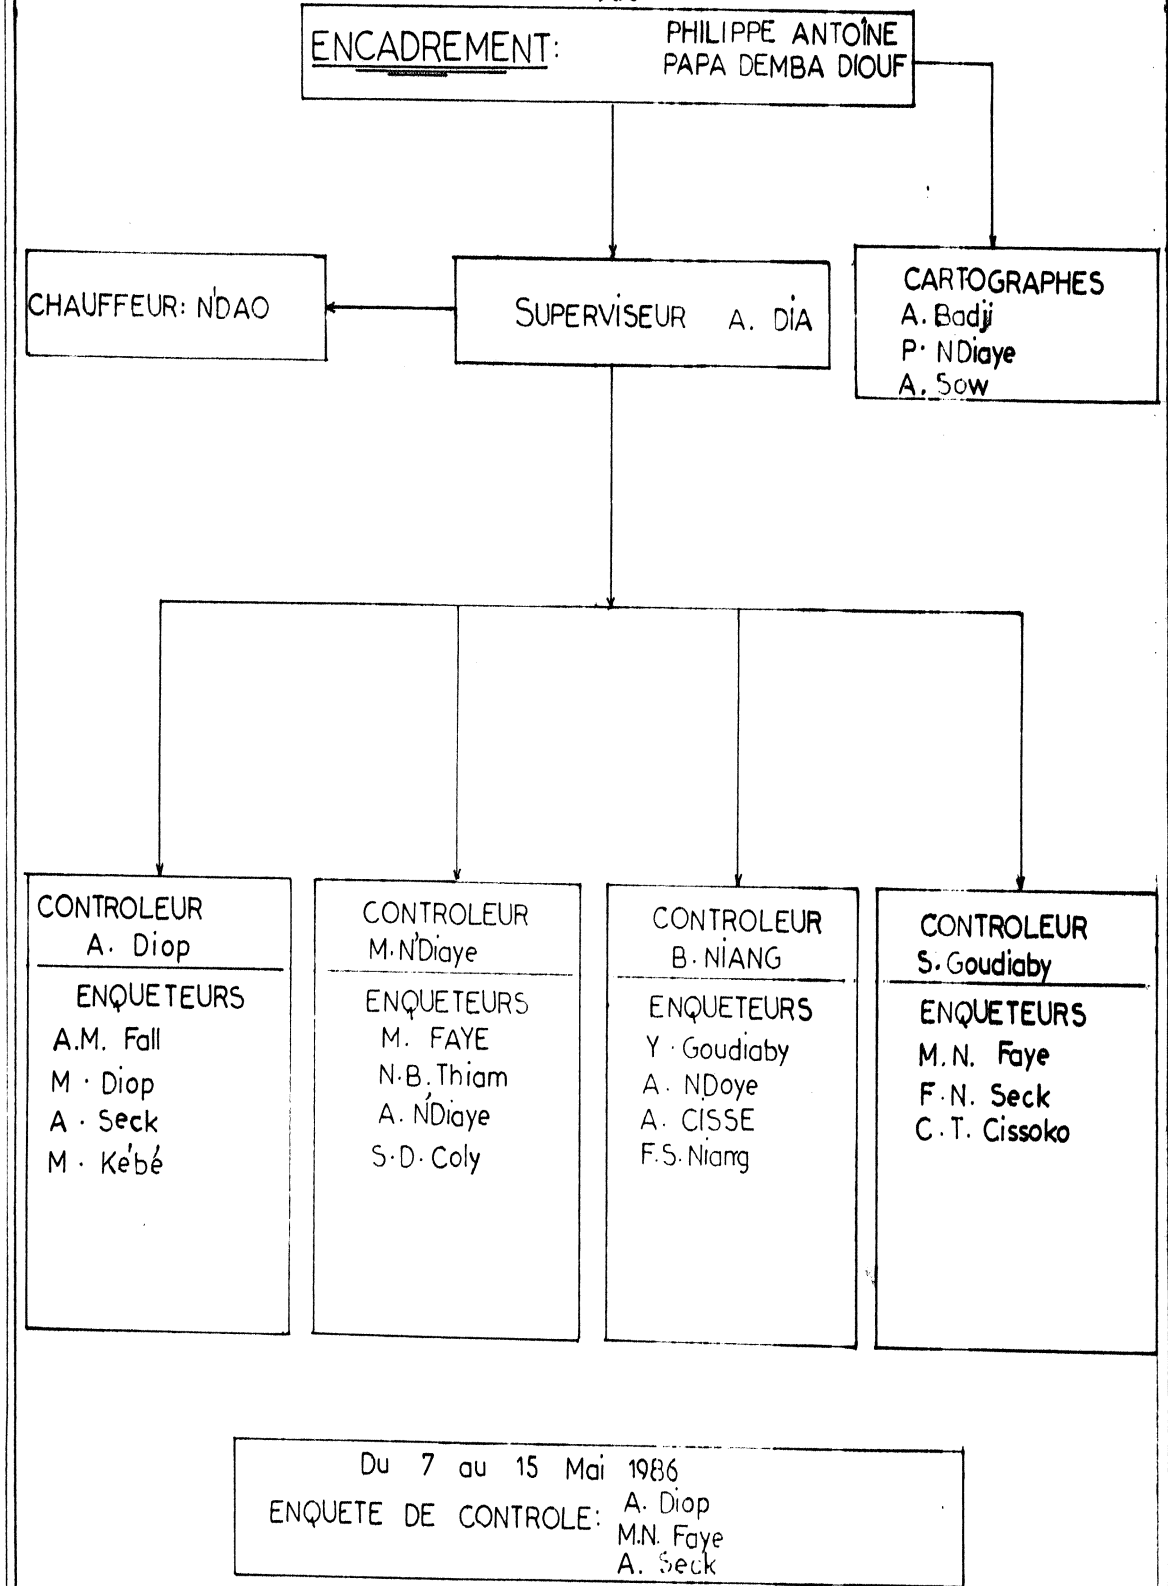 ENCADREMENT: PHILIPPE ANTOÎNE
PAPA DEMBA DIOUF
CHAUFFEUR: N'DAO
SUPERVISEUR A. DIA
CARTOGRAPHES
A. Badji
P. NDiaye
A. Sow
CONTROLEUR
A. Diop
ENQUETEURS
A.M. Fall
M. Diop
A. Seck
M. Kébé
CONTROLEUR
M. N'Diaye
ENQUETEURS
M. FAYE
N.B. Thiam
A. N'Diaye
S.D. Coly
CONTROLEUR
B. NIANG
ENQUETEURS
Y. Goudiaby
A. NDoye
A. CISSE
F.S. Niang
CONTROLEUR
S. Goudiaby
ENQUETEURS
M.N. Faye
F.N. Seck
C.T. Cissoko
Du 7 au 15 Mai 1986
ENQUETE DE CONTROLE: A. Diop
M.N. Faye
A. Seck